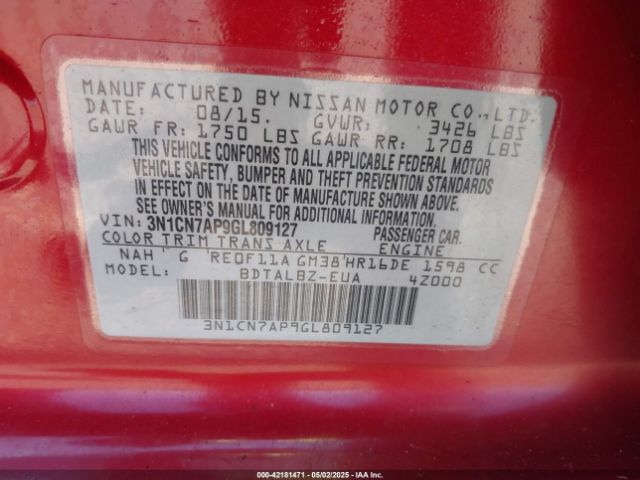 MANUFACTURED BY NISSAN MOTOR CO., LTD.
DATE: 08/15. GVWR: 3426 LBS
GAWR FR: 1750 LBS GAWR RR: 1708 LBS
THIS VEHICLE CONFORMS TO ALL APPLICABLE FEDERAL MOTOR
VEHICLE SAFETY, BUMPER AND THEFT PREVENTION STANDARDS
IN EFFECT ON THE DATE OF MANUFACTURE SHOWN ABOVE.
SEE OWNER'S MANUAL FOR ADDITIONAL INFORMATION.
VIN: 3N1CN7AP9GL809127 PASSENGER CAR.
COLOR TRIM TRANS AXLE ENGINE
NAH G RE0F11A GM38 HR16DE 1598 CC
MODEL: BDTALBZ-EUA 4Z000
3N1CN7AP9GL809127
000-42181471 - 05/02/2025 - IAA Inc.